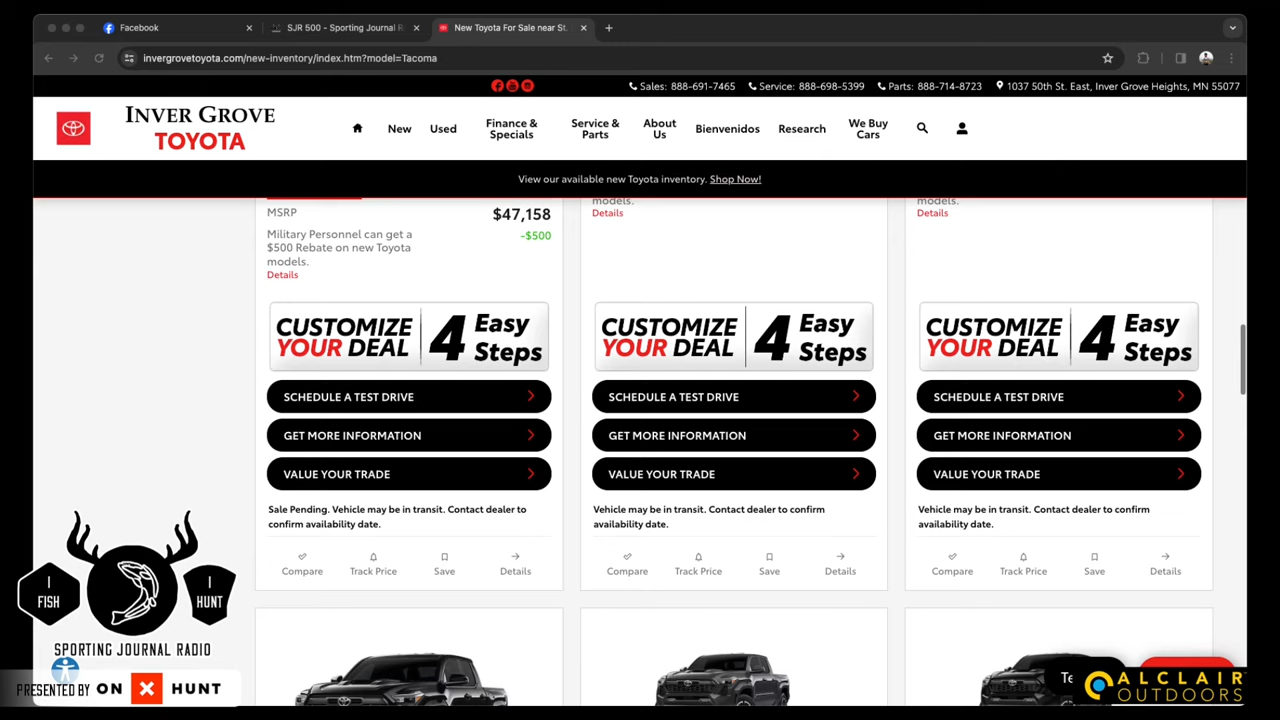 Facebook
SJR 500 - Sporting Journal R
New Toyota For Sale near St.
invergrovetoyota.com/new-inventory/index.htm?model=Tacoma
Sales: 888-691-7465 Service: 888-698-5399 Parts: 888-714-8723 1037 50th St. East, Inver Grove Heights, MN 55077
INVER GROVE
TOYOTA
New Used Finance & Specials Service & Parts About Us Bienvenidos Research We Buy Cars
View our available new Toyota inventory. Shop Now!
MSRP $47,158
Military Personnel can get a -$500
$500 Rebate on new Toyota
models.
Details
models.
Details
models.
Details
CUSTOMIZE YOUR DEAL 4 Easy Steps
CUSTOMIZE YOUR DEAL 4 Easy Steps
CUSTOMIZE YOUR DEAL 4 Easy Steps
SCHEDULE A TEST DRIVE SCHEDULE A TEST DRIVE SCHEDULE A TEST DRIVE
GET MORE INFORMATION GET MORE INFORMATION GET MORE INFORMATION
VALUE YOUR TRADE VALUE YOUR TRADE VALUE YOUR TRADE
Sale Pending. Vehicle may be in transit. Contact dealer to
confirm availability date.
Vehicle may be in transit. Contact dealer to confirm
availability date.
Vehicle may be in transit. Contact dealer to confirm
availability date.
Compare Track Price Save Details
Compare Track Price Save Details
Compare Track Price Save Details
I FISH
I HUNT
SPORTING JOURNAL RADIO
PRESENTED BY ON X HUNT
Te
ALCLAIR
OUTDOORS